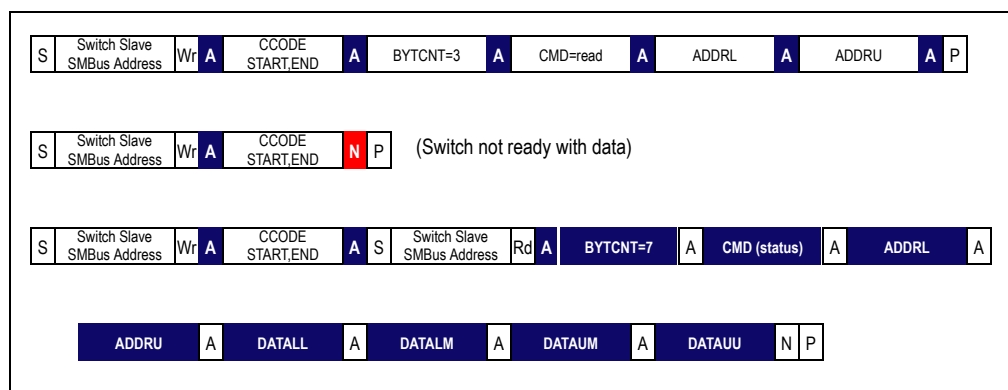 S Switch Slave SMBus Address Wr A CCODE START,END A BYTCNT=3 A CMD=read A ADDRL A ADDRU A P
S Switch Slave SMBus Address Wr A CCODE START,END N P (Switch not ready with data)
S Switch Slave SMBus Address Wr A CCODE START,END A S Switch Slave SMBus Address Rd A BYTCNT=7 A CMD (status) A ADDRL A
ADDRU A DATALL A DATALM A DATAUM A DATAUU N P